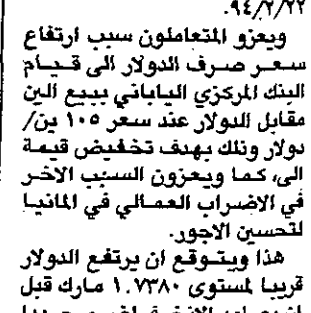 ٩٤/٢/٢٢.
ويعزو المتعاملون سبب ارتفاع
سعر صرف الدولار الى قيام
البنك المركزي الياباني ببيع الين
مقابل الدولار عند سعر ١٠٥ ين/
دولار وذلك بهدف تخفيض قيمة
الى، كما ويعزون السبب الاخر
في الاضراب العمالي في المانيا
لتحسين الاجور.
هذا ويتوقع ان يرتفع الدولار
قريبا لمستوى ١.٧٣٨٠ مارك قبل